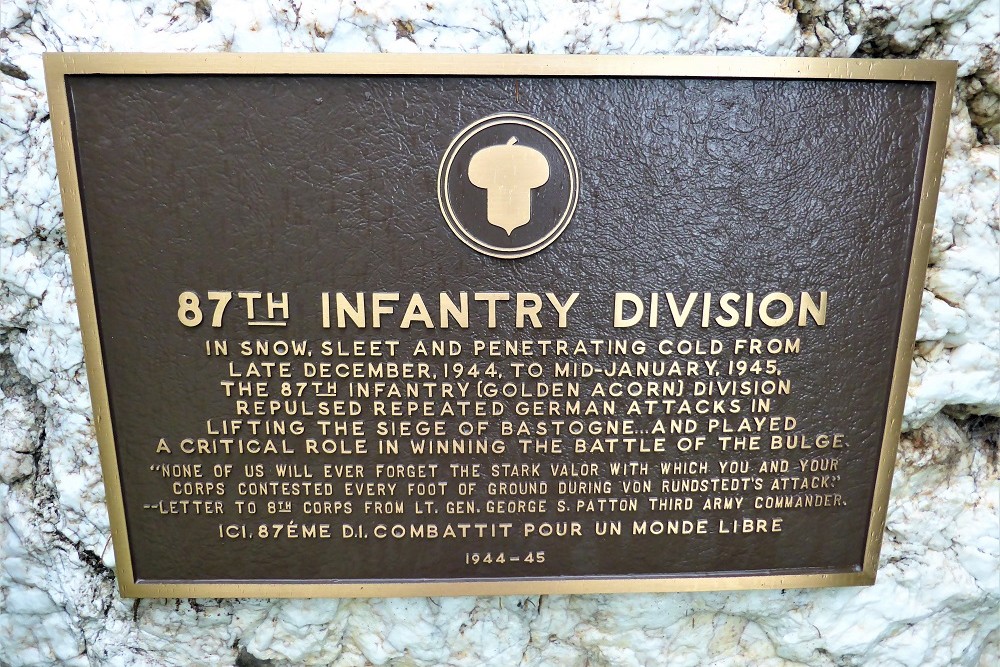 87TH INFANTRY DIVISION
IN SNOW, SLEET AND PENETRATING COLD FROM
LATE DECEMBER, 1944, TO MID-JANUARY, 1945,
THE 87TH INFANTRY (GOLDEN ACORN) DIVISION
REPULSED REPEATED GERMAN ATTACKS IN
LIFTING THE SIEGE OF BASTOGNE...AND PLAYED
A CRITICAL ROLE IN WINNING THE BATTLE OF THE BULGE.
"NONE OF US WILL EVER FORGET THE STARK VALOR WITH WHICH YOU AND YOUR
CORPS CONTESTED EVERY FOOT OF GROUND DURING VON RUNDSTEDT'S ATTACK."
--LETTER TO 8TH CORPS FROM LT. GEN. GEORGE S. PATTON THIRD ARMY COMMANDER.
ICI, 87ÉME D.I. COMBATTIT POUR UN MONDE LIBRE
1944-45